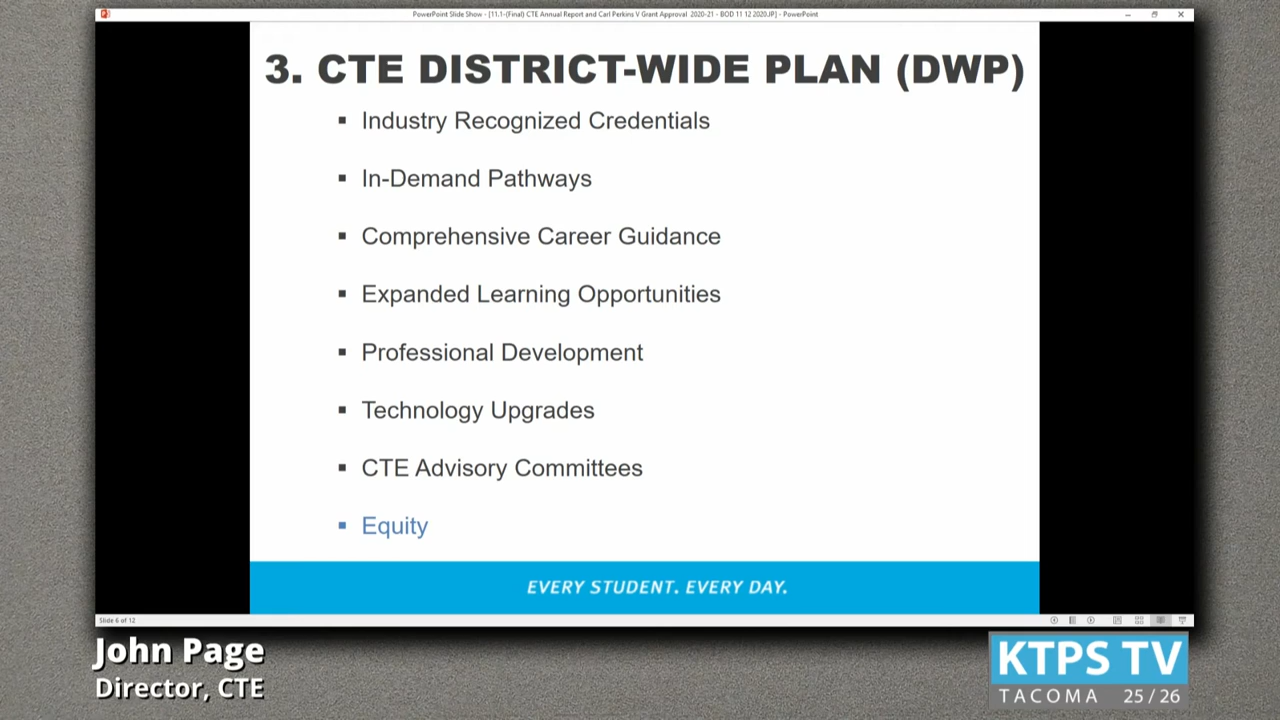 PowerPoint Slide Show - [11.1-(Final) CTE Annual Report and Carl Perkins V Grant Approval 2020-21 - BOD 11 12 2020.JP] - PowerPoint
3. CTE DISTRICT-WIDE PLAN (DWP)
▪ Industry Recognized Credentials
▪ In-Demand Pathways
▪ Comprehensive Career Guidance
▪ Expanded Learning Opportunities
▪ Professional Development
▪ Technology Upgrades
▪ CTE Advisory Committees
▪ Equity
EVERY STUDENT. EVERY DAY.
Slide 6 of 12
John Page
Director, CTE
KTPS TV
TACOMA 25/26